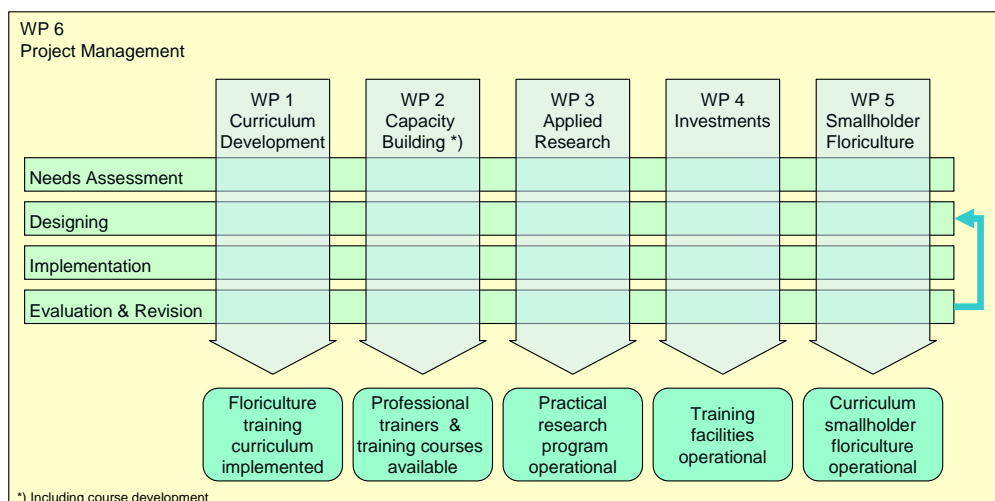 WP 6
Project Management
WP 1
Curriculum
Development
WP 2
Capacity
Building *)
WP 3
Applied
Research
WP 4
Investments
WP 5
Smallholder
Floriculture
Needs Assessment
Designing
Implementation
Evaluation & Revision
Floriculture
training
curriculum
implemented
Professional
trainers &
training courses
available
Practical
research
program
operational
Training
facilities
operational
Curriculum
smallholder
floriculture
operational
*) Including course development